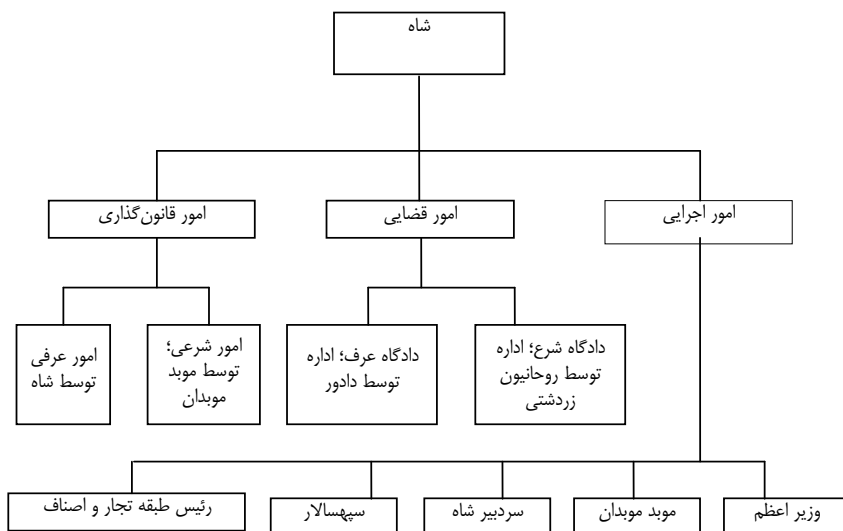 شاه
امور اجرایی
امور قضایی
امور قانون‌گذاری
دادگاه شرع؛ اداره
توسط روحانیون
زردشتی
دادگاه عرف؛ اداره
توسط دادور
امور شرعی؛
توسط موبد
موبدان
امور عرفی
توسط شاه
وزیر اعظم
موبد موبدان
سردبیر شاه
سپهسالار
رئیس طبقه تجار و اصناف